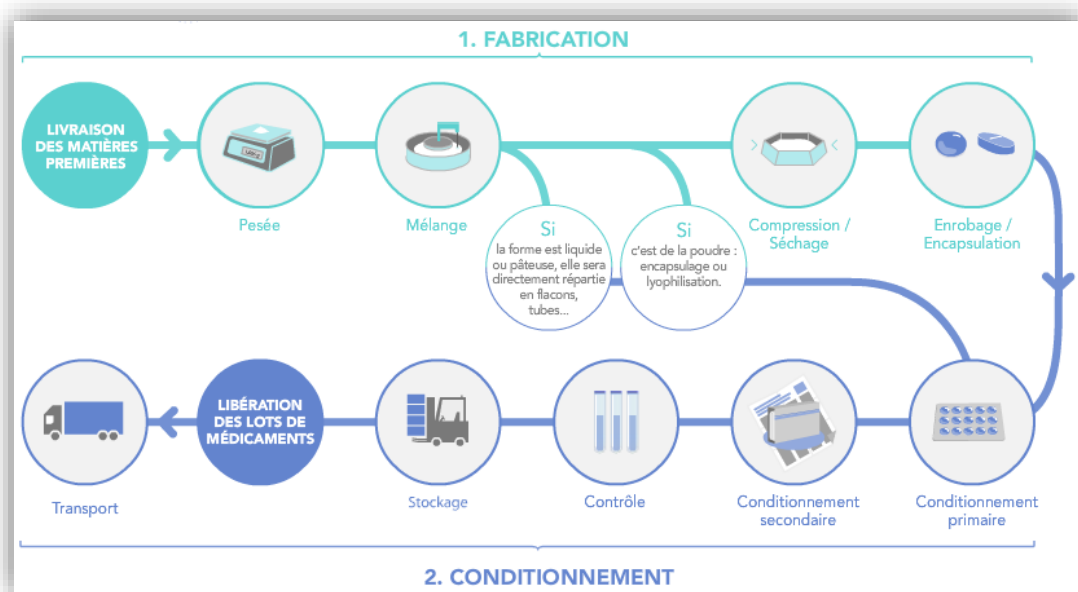 1. FABRICATION
LIVRAISON
DES MATIÈRES
PREMIÈRES
Pesée
Mélange
Si
la forme est liquide
ou pâteuse, elle sera
directement répartie
en flacons,
tubes...
Si
c'est de la poudre :
encapsulage ou
lyophilisation.
Compression /
Séchage
Enrobage /
Encapsulation
Transport
LIBÉRATION
DES LOTS DE
MÉDICAMENTS
Stockage
Contrôle
Conditionnement
secondaire
Conditionnement
primaire
2. CONDITIONNEMENT